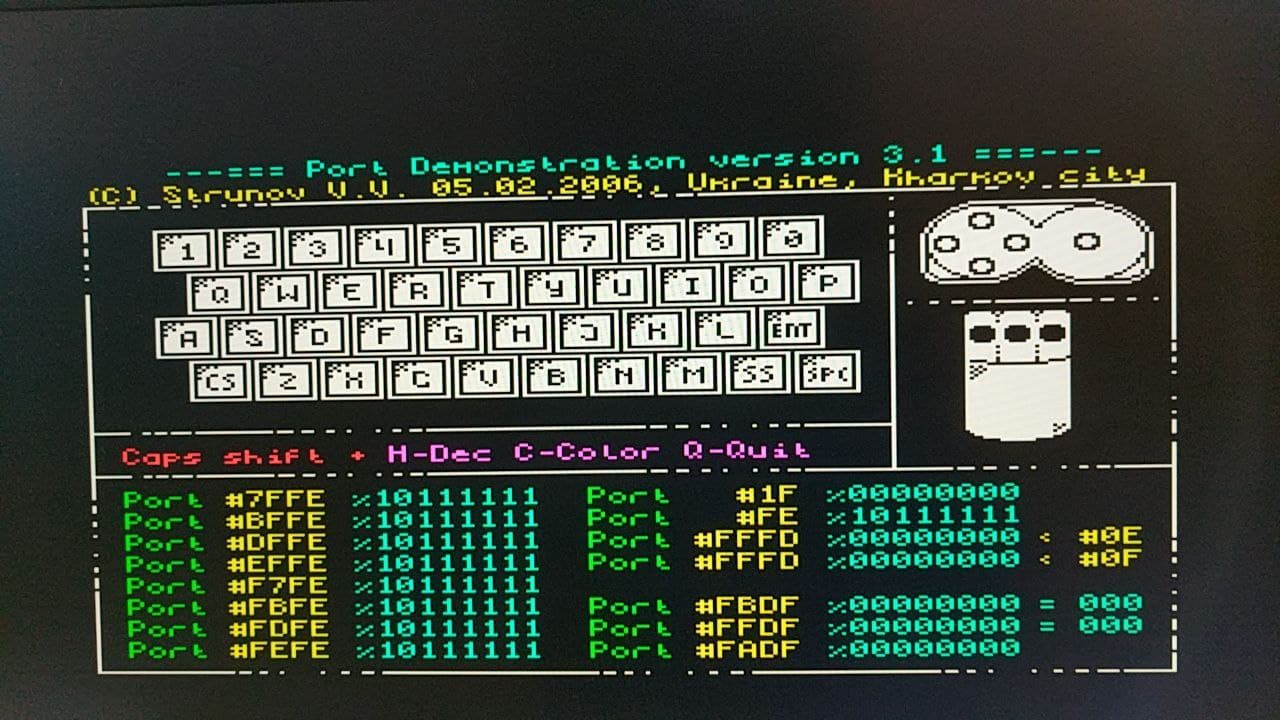 ---=== Port Demonstration version 3.1 ===---
(C) Strunov V.V. 05.02.2006, Ukraine, Kharkov city
1 2 3 4 5 6 7 8 9 0
Q W E R T Y U I O P
A S D F G H J K L ENT
CS Z X C V B N M SS SPC
Caps shift + H-Dec C-Color Q-Quit
Port #7FFE %10111111 Port #1F %00000000
Port #BFFE %10111111 Port #FE %10111111
Port #DFFE %10111111 Port #FFFD %00000000 < #0E
Port #EFFE %10111111 Port #FFFD %00000000 < #0F
Port #F7FE %10111111
Port #FBFE %10111111 Port #FBDF %00000000 = 000
Port #FDFE %10111111 Port #FFDF %00000000 = 000
Port #FEFE %10111111 Port #FADF %00000000